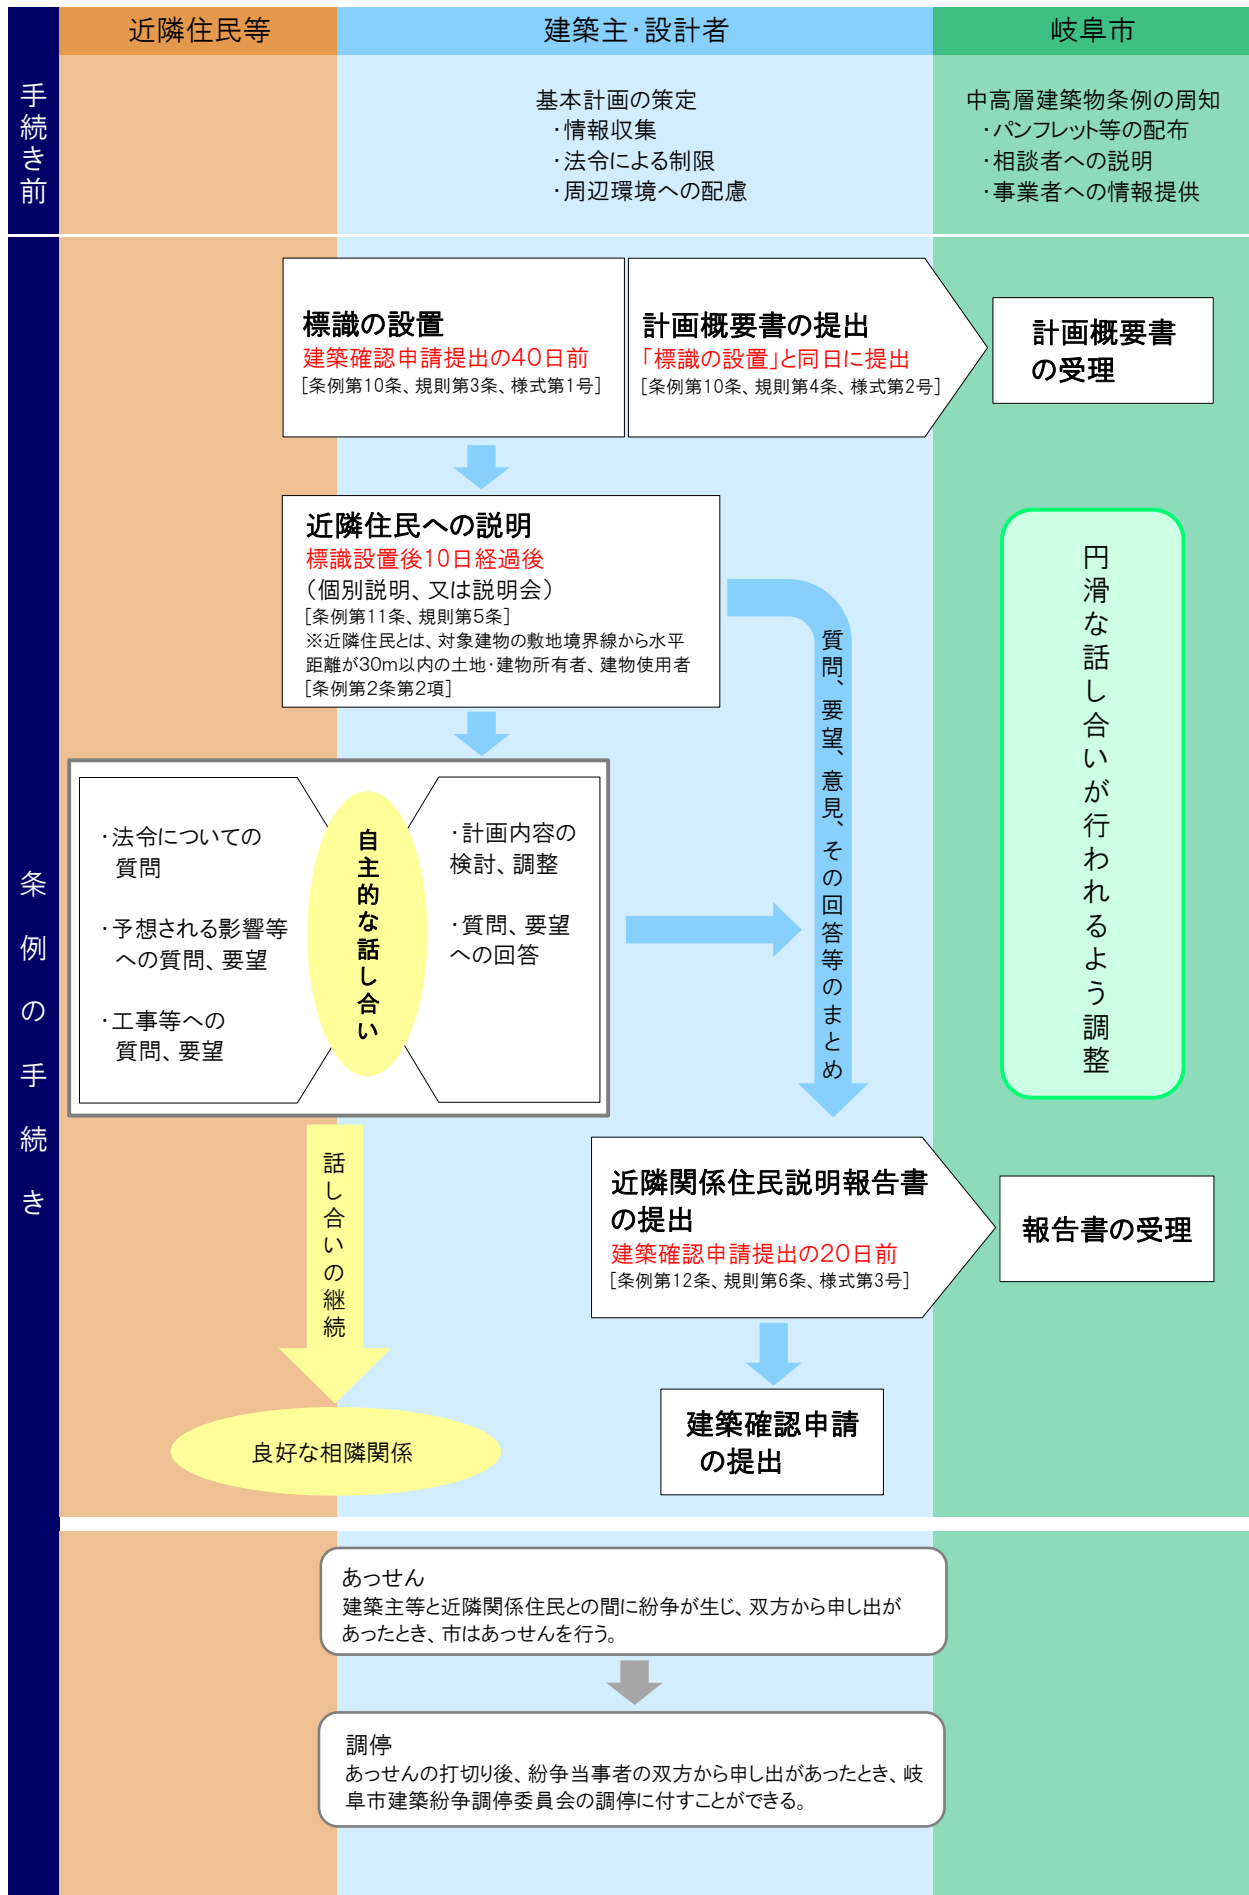 近隣住民等
建築主・設計者
岐阜市
手続き前
基本計画の策定
・情報収集
・法令による制限
・周辺環境への配慮
中高層建築物条例の周知
・パンフレット等の配布
・相談者への説明
・事業者への情報提供
条例の手続き
標識の設置
建築確認申請提出の40日前
[条例第10条、規則第3条、様式第1号]
計画概要書の提出
「標識の設置」と同日に提出
[条例第10条、規則第4条、様式第2号]
計画概要書
の受理
近隣住民への説明
標識設置後10日経過後
（個別説明、又は説明会）
[条例第11条、規則第5条]
※近隣住民とは、対象建物の敷地境界線から水平
距離が30m以内の土地・建物所有者、建物使用者
[条例第2条第2項]
質問、要望、意見、その回答等のまとめ
円滑な話し合いが行われるよう調整
・法令についての
質問
・予想される影響等
への質問、要望
・工事等への
質問、要望
自主的な話し合い
・計画内容の
検討、調整
・質問、要望
への回答
話し合いの継続
良好な相隣関係
近隣関係住民説明報告書
の提出
建築確認申請提出の20日前
[条例第12条、規則第6条、様式第3号]
報告書の受理
建築確認申請
の提出
あっせん
建築主等と近隣関係住民との間に紛争が生じ、双方から申し出が
あったとき、市はあっせんを行う。
調停
あっせんの打切り後、紛争当事者の双方から申し出があったとき、岐
阜市建築紛争調停委員会の調停に付すことができる。